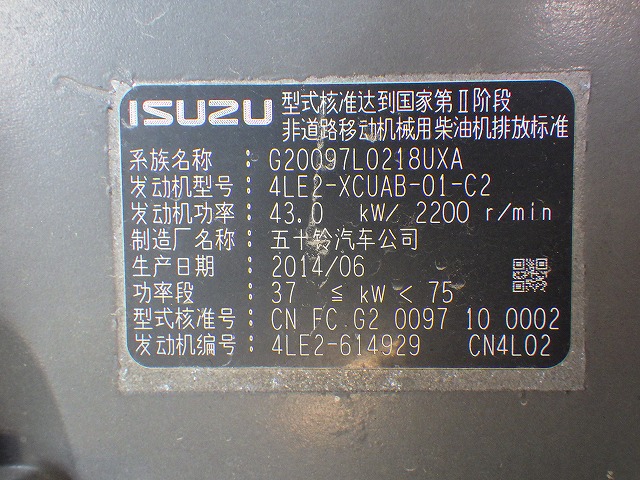 ISUZU 型式核准达到国家第Ⅱ阶段
非道路移动机械用柴油机排放标准
系族名称 : G20097L0218UXA
发动机型号: 4LE2-XCUAB-01-C2
发动机功率: 43.0 kW/ 2200 r/min
制造厂名称: 五十铃汽车公司
生产日期 : 2014/06
功率段 : 37 ≦ kW < 75
型式核准号: CN FC G2 0097 10 0002
发动机编号: 4LE2-614929 CN4L02